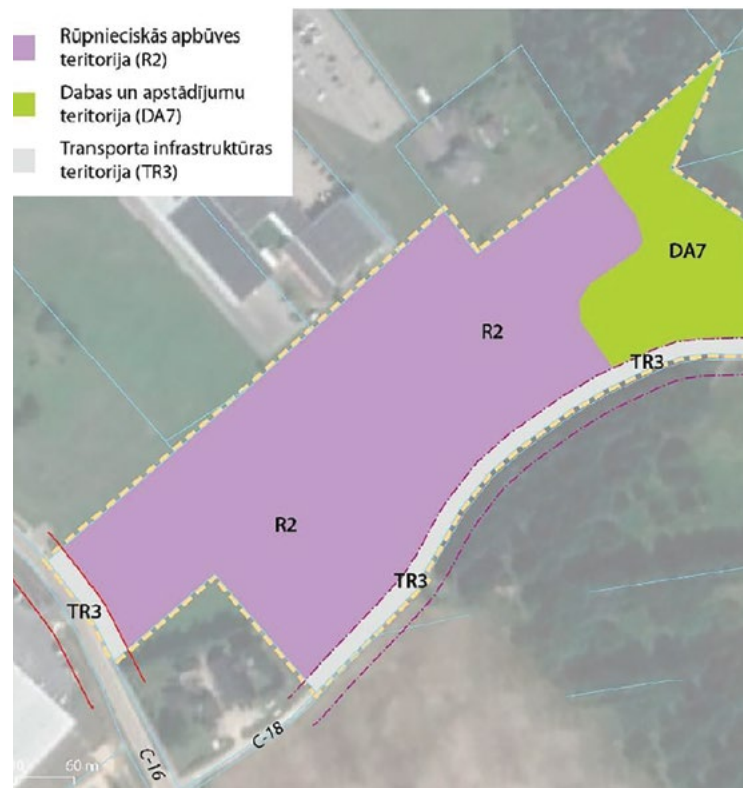 Rūpnieciskās apbūves
teritorija (R2)
Dabas un apstādījumu
teritorija (DA7)
Transporta infrastruktūras
teritorija (TR3)
DA7
R2
TR3
R2
TR3
TR3
C-18
C-16
60 m